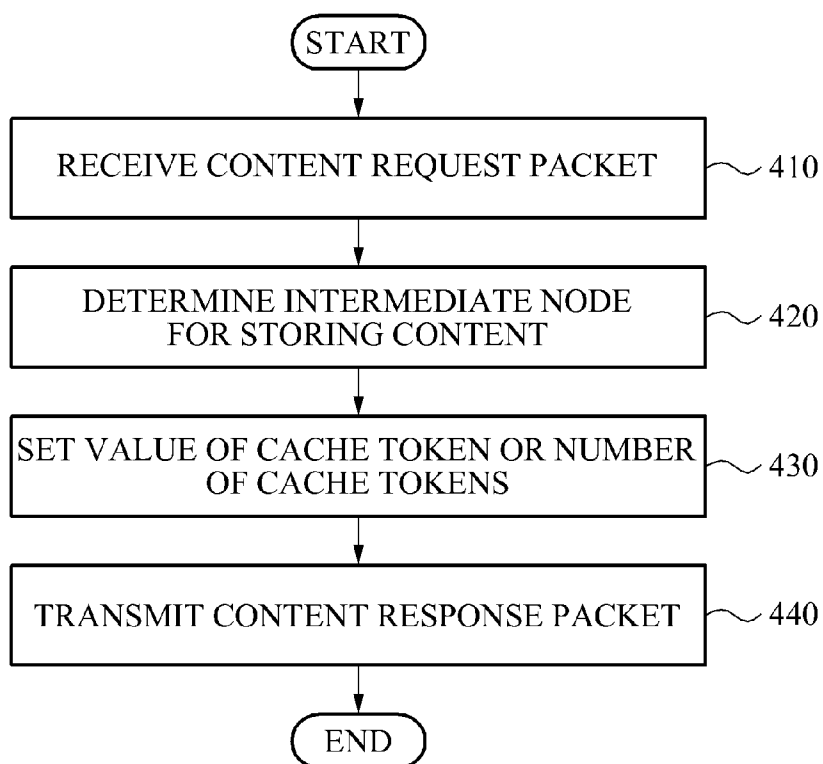 START
RECEIVE CONTENT REQUEST PACKET
410
DETERMINE INTERMEDIATE NODE
FOR STORING CONTENT
420
SET VALUE OF CACHE TOKEN OR NUMBER
OF CACHE TOKENS
430
TRANSMIT CONTENT RESPONSE PACKET
440
END